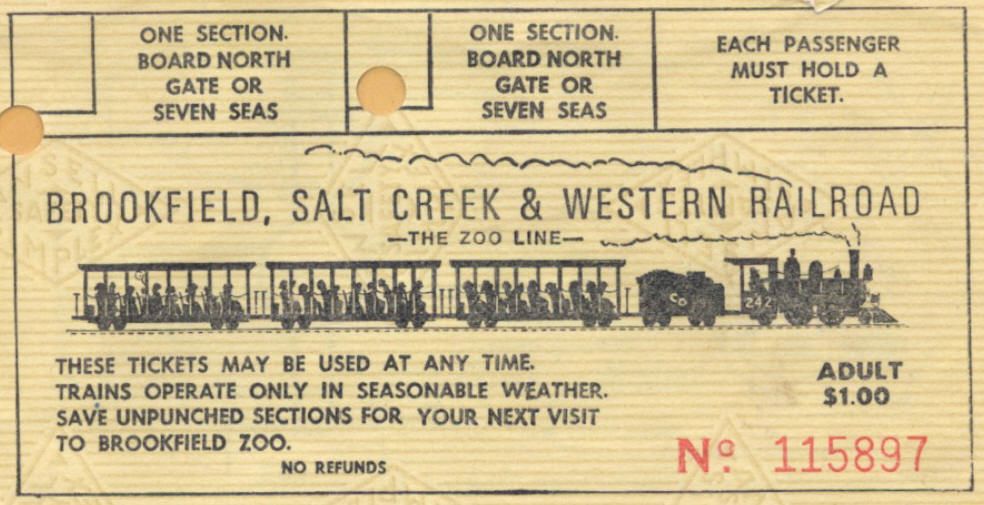 ONE SECTION.
BOARD NORTH
GATE OR
SEVEN SEAS
ONE SECTION.
BOARD NORTH
GATE OR
SEVEN SEAS
EACH PASSENGER
MUST HOLD A
TICKET.
BROOKFIELD, SALT CREEK & WESTERN RAILROAD
—THE ZOO LINE—
Co
242
THESE TICKETS MAY BE USED AT ANY TIME.
TRAINS OPERATE ONLY IN SEASONABLE WEATHER.
SAVE UNPUNCHED SECTIONS FOR YOUR NEXT VISIT
TO BROOKFIELD ZOO.
NO REFUNDS
ADULT
$1.00
No 115897